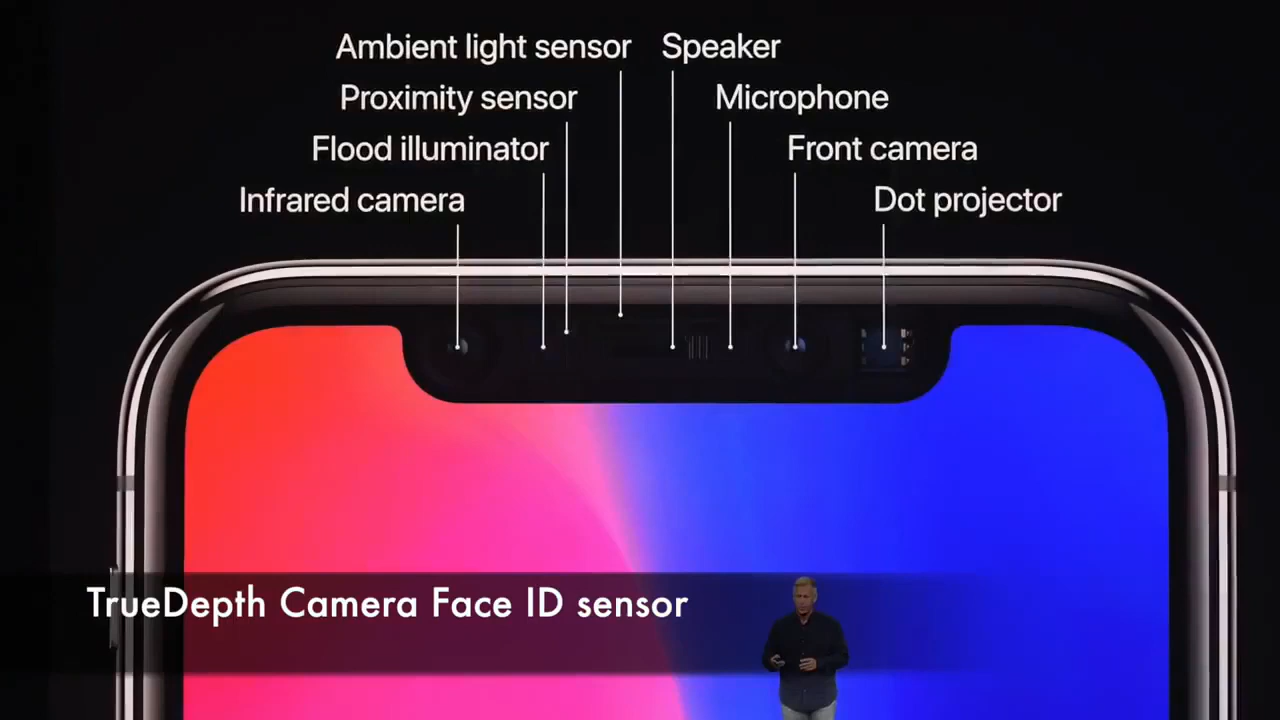 Ambient light sensor
Speaker
Proximity sensor
Microphone
Flood illuminator
Front camera
Infrared camera
Dot projector
TrueDepth Camera Face ID sensor